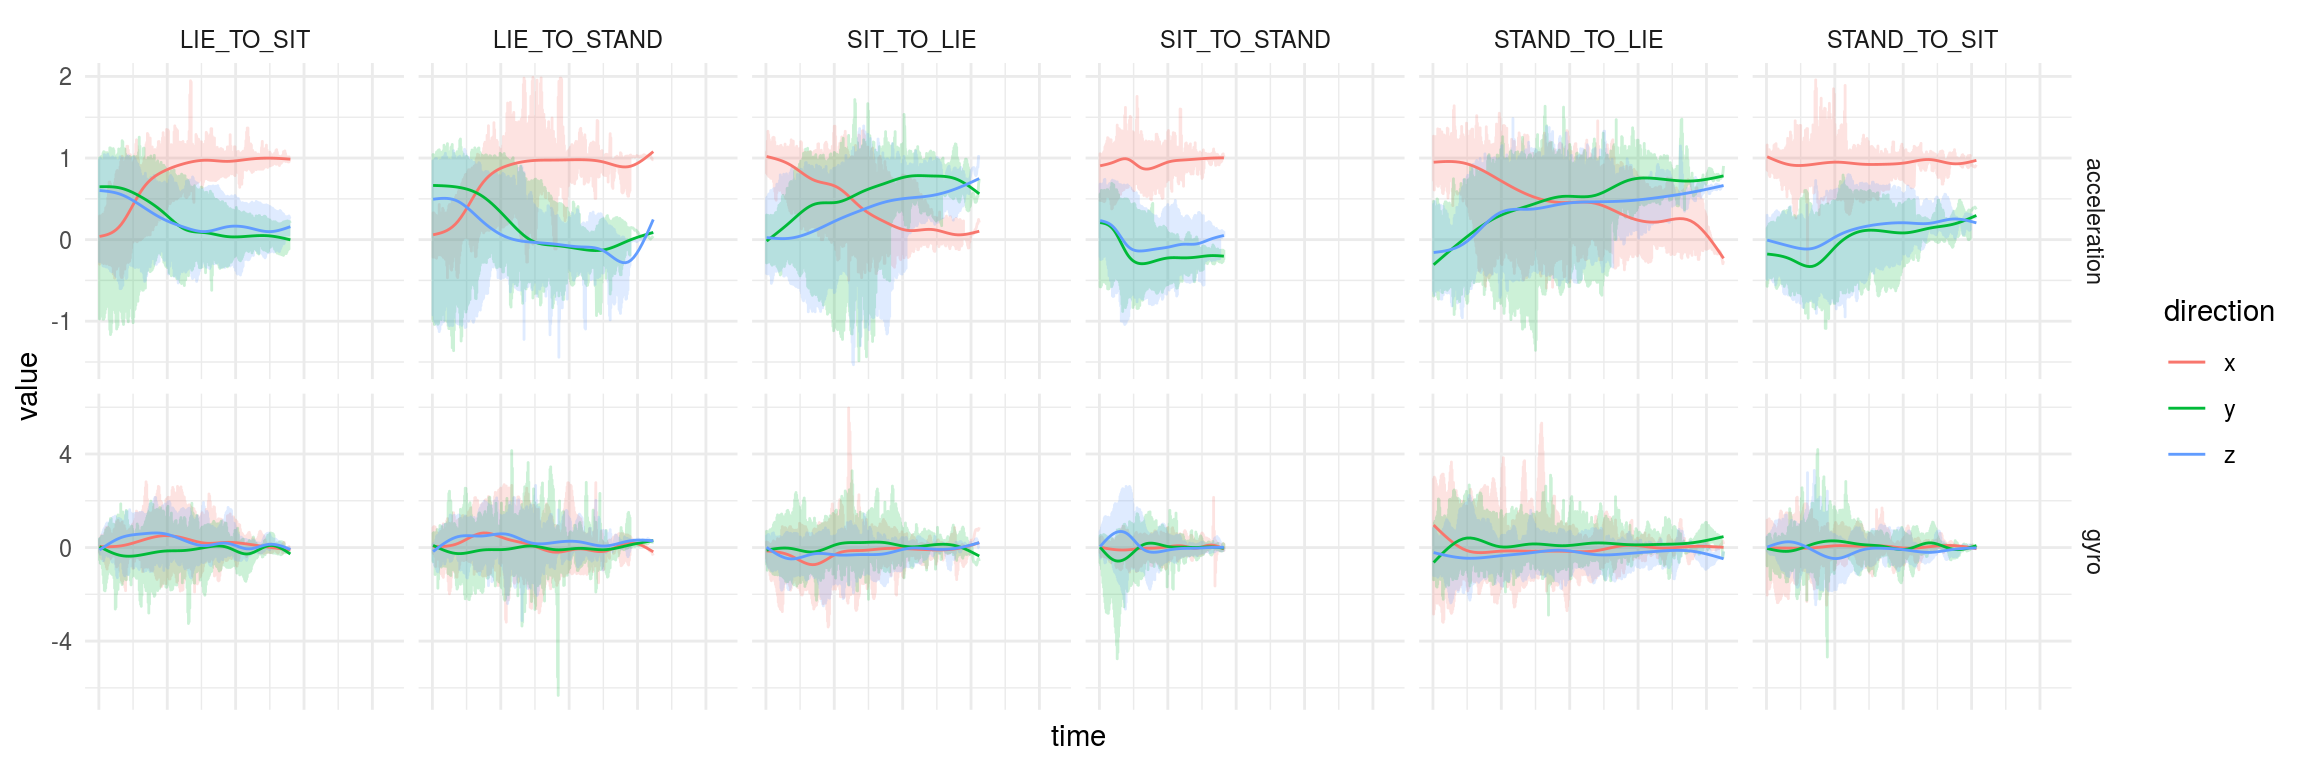 LIE_TO_SIT LIE_TO_STAND SIT_TO_LIE SIT_TO_STAND STAND_TO_LIE STAND_TO_SIT
2
1
0
-1
acceleration
4
0
-4
gyro
value
time
direction
x
y
z